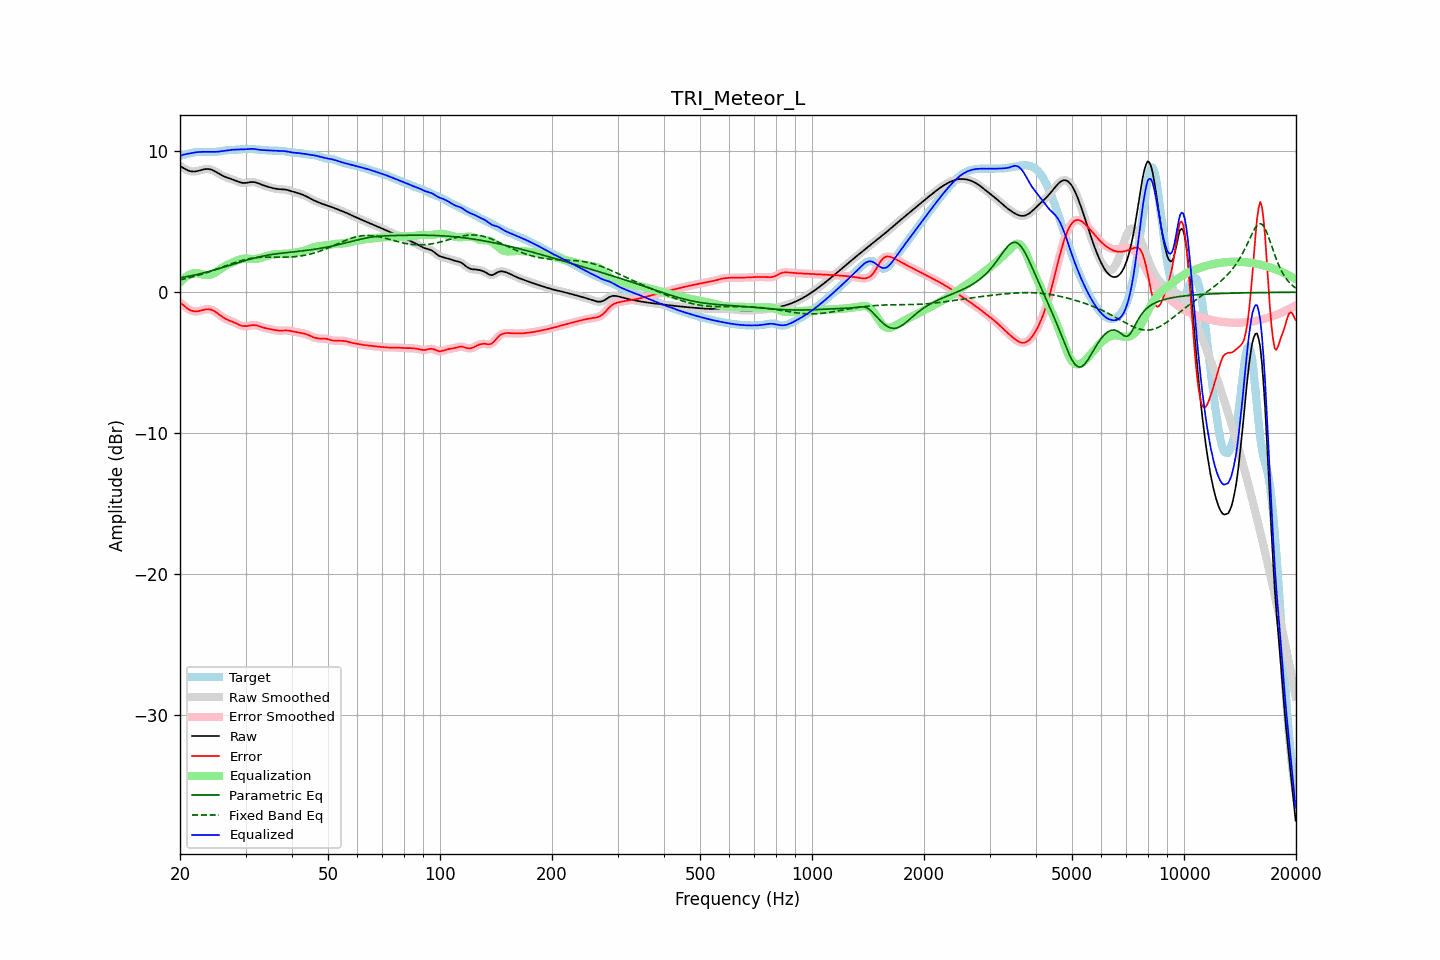 TRI_Meteor_L
Amplitude (dBr)
10
0
−10
−20
−30
Target
Raw Smoothed
Error Smoothed
Raw
Error
Equalization
Parametric Eq
Fixed Band Eq
Equalized
20 50 100 200 500 1000 2000 5000 10000 20000
Frequency (Hz)